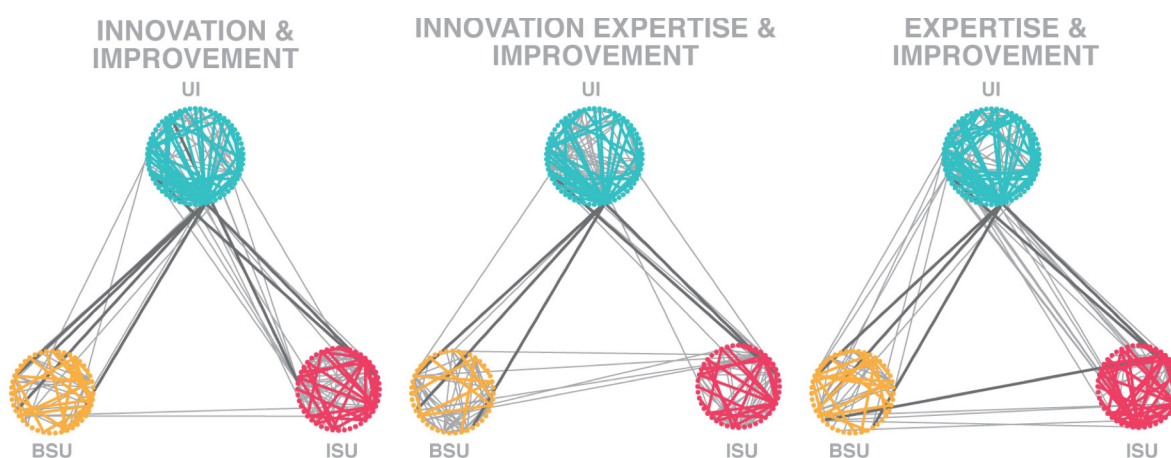 INNOVATION &
IMPROVEMENT
UI
BSU
ISU
INNOVATION EXPERTISE &
IMPROVEMENT
UI
BSU
ISU
EXPERTISE &
IMPROVEMENT
UI
BSU
ISU